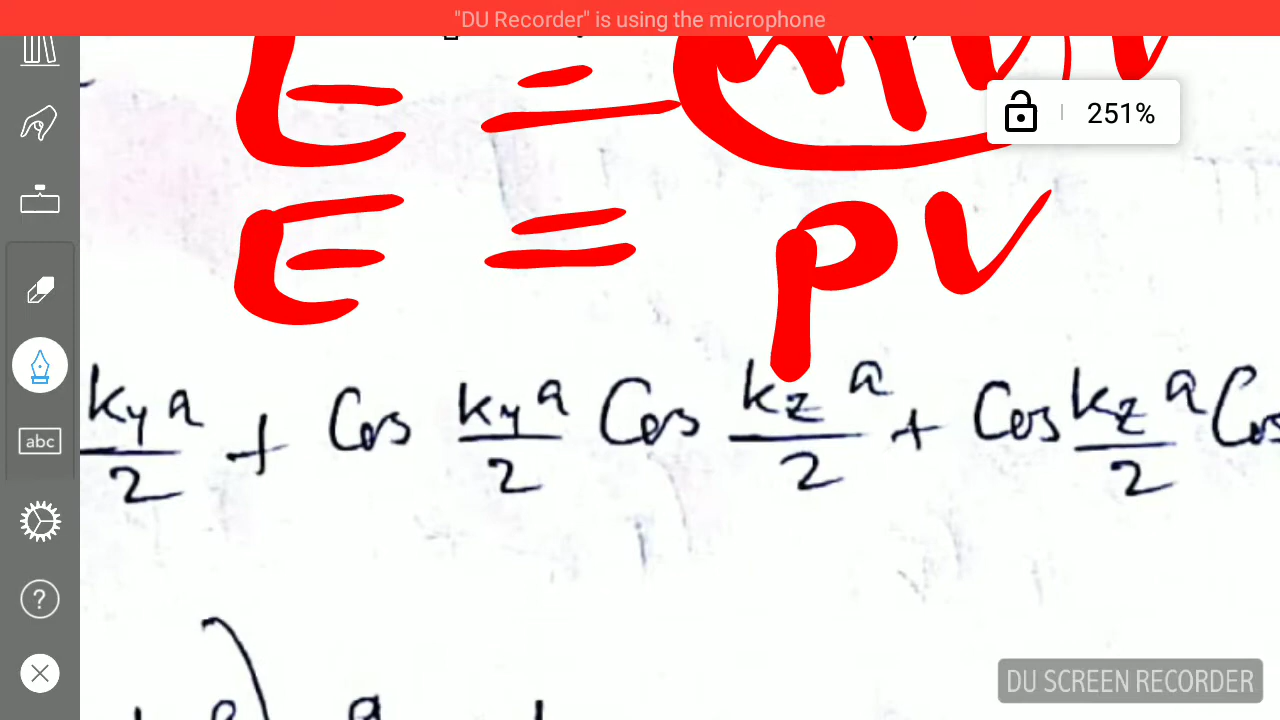 "DU Recorder" is using the microphone
E = (mv)v
251%
E = pv
kya/2 + Cos kya/2 Cos kza/2 + Cos kza/2 Cos
abc
?
DU SCREEN RECORDER